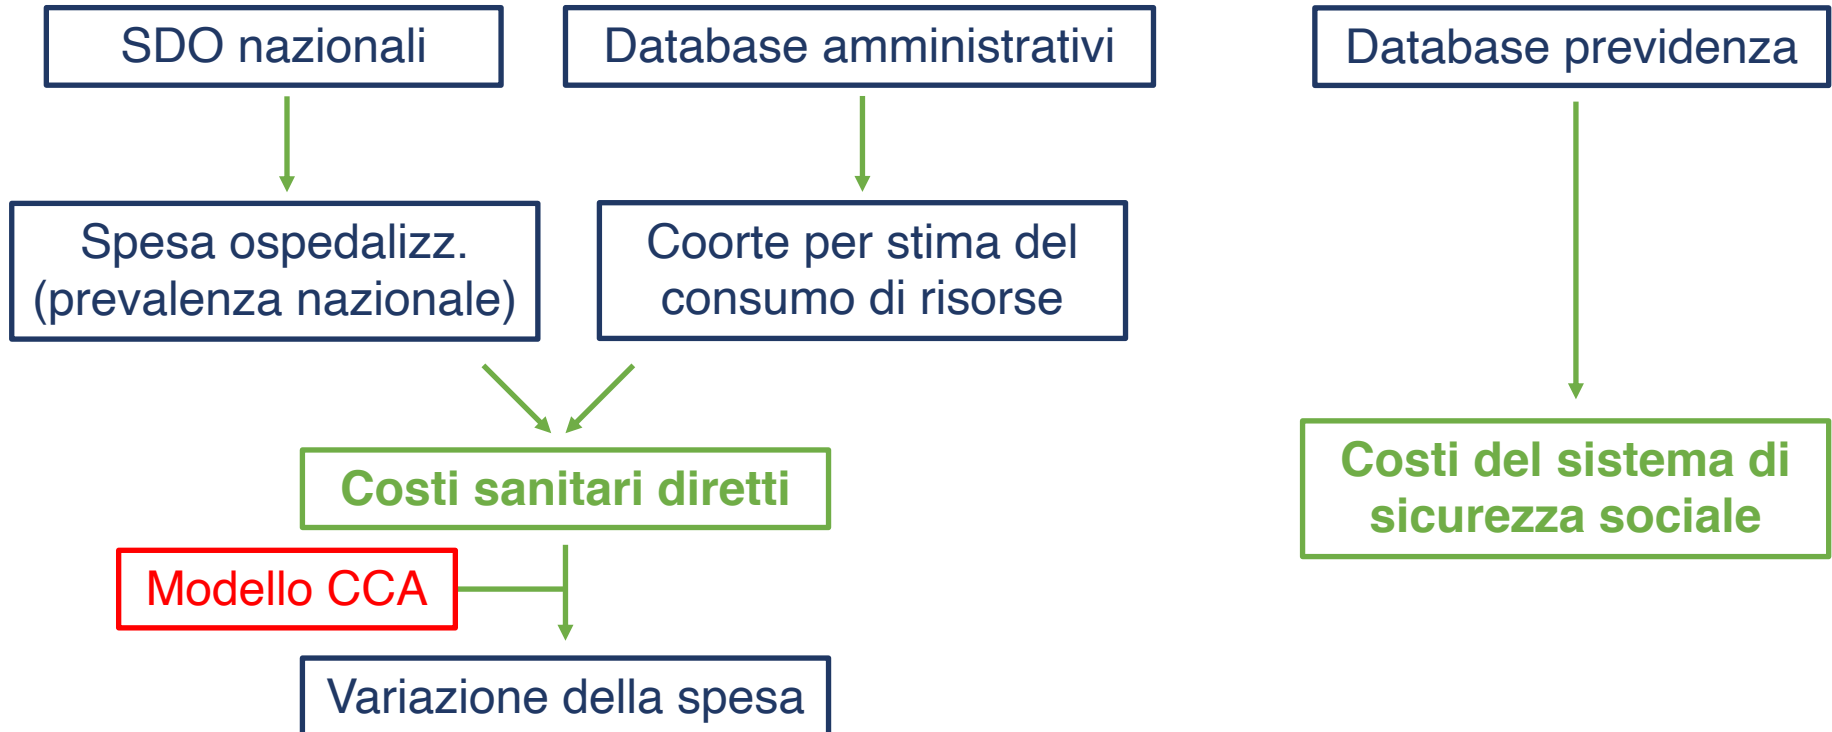 SDO nazionali
Database amministrativi
Database previdenza
Spesa ospedalizz.
(prevalenza nazionale)
Coorte per stima del
consumo di risorse
Costi sanitari diretti
Costi del sistema di
sicurezza sociale
Modello CCA
Variazione della spesa